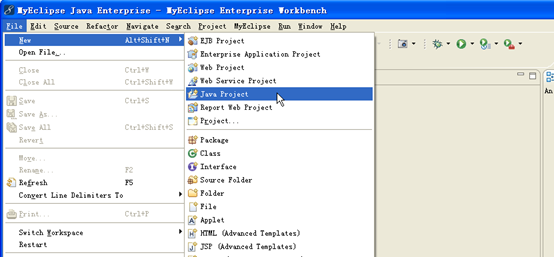 MyEclipse Java Enterprise - MyEclipse Enterprise Workbench
File Edit Source Refactor Navigate Search Project MyEclipse Run Window Help
New Alt+Shift+N
Open File...
Close Ctrl+W
Close All Ctrl+Shift+W
Save Ctrl+S
Save As...
Save All Ctrl+Shift+S
Revert
Move...
Rename... F2
Refresh F5
Convert Line Delimiters To
Print... Ctrl+P
Switch Workspace
Restart
EJB Project
Enterprise Application Project
Web Project
Web Service Project
Java Project
Report Web Project
Project...
Package
Class
Interface
Source Folder
Folder
File
Applet
HTML (Advanced Templates)
JSP (Advanced Templates)
An